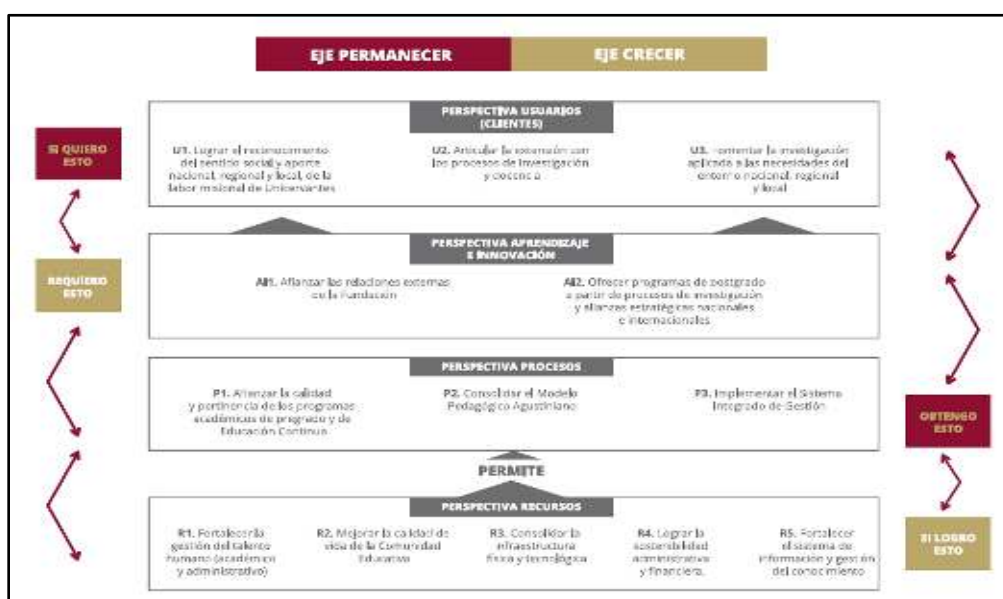 EJE PERMANECER
EJE CRECER
PERSPECTIVA USUARIOS
(CLIENTES)
SI QUIERO
ESTO
U1. Lograr el reconocimiento
del sentido social y aporte
nacional, regional y local, de la
labor misional de Unicervantes
U2. Articular la extensión con
los procesos de Investigación
y docencia
U3. Fomentar la investigación
aplicada a las necesidades del
entorno nacional, regional
y local
PERSPECTIVA APRENDIZAJE
E INNOVACIÓN
REQUIERO
ESTO
AI1. Afianzar las relaciones externas
de la Fundación
AI2. Ofrecer programas de postgrado
a partir de procesos de investigación
y alianzas estratégicas nacionales
e internacionales
PERSPECTIVA PROCESOS
P1. Afianzar la calidad
y pertinencia de los programas
académicos de pregrado y de
Educación Continua
P2. Consolidar el Modelo
Pedagógico Agustiniano
P3. Implementar el Sistema
Integrado de Gestión
OBTENGO
ESTO
PERMITE
PERSPECTIVA RECURSOS
R1. Fortalecer la
gestión del talento
humano (académico
y administrativo)
R2. Mejorar la calidad de
vida de la Comunidad
Educativa
R3. Consolidar la
infraestructura
física y tecnológica
R4. Lograr la
sostenibilidad
administrativa
y financiera.
R5. Fortalecer
el sistema de
información y gestión
del conocimiento
SI LOGRO
ESTO